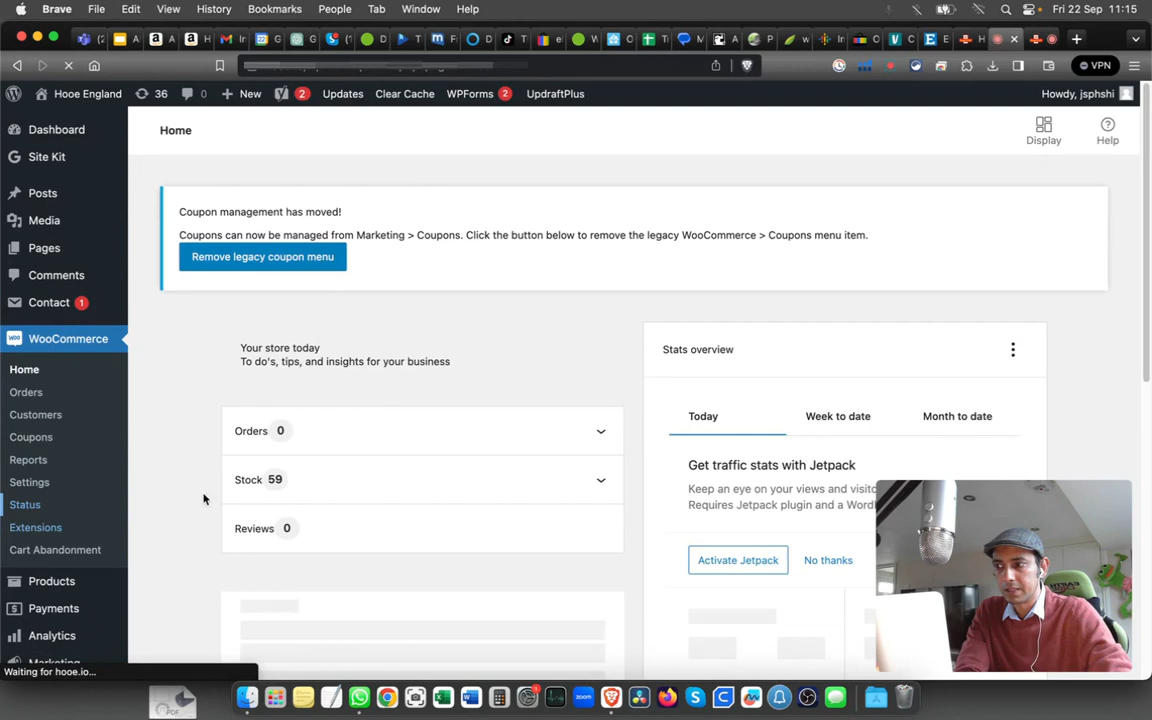 Brave File Edit View History Bookmarks People Tab Window Help Fri 22 Sep 11:15
VPN
Hooe England 36 0 New 2 Updates Clear Cache WPForms 2 UpdraftPlus Howdy, jsphshi
Dashboard
Site Kit
Posts
Media
Pages
Comments
Contact 1
WooCommerce
Home
Orders
Customers
Coupons
Reports
Settings
Status
Extensions
Cart Abandonment
Products
Payments
Analytics
Marketing
Waiting for hooe.io...
Home
Display Help
Coupon management has moved!
Coupons can now be managed from Marketing > Coupons. Click the button below to remove the legacy WooCommerce > Coupons menu item.
Remove legacy coupon menu
Your store today
To do's, tips, and insights for your business
Orders 0
Stock 59
Reviews 0
Stats overview
Today Week to date Month to date
Get traffic stats with Jetpack
Keep an eye on your views and
Requires Jetpack plugin and a
Activate Jetpack No thanks